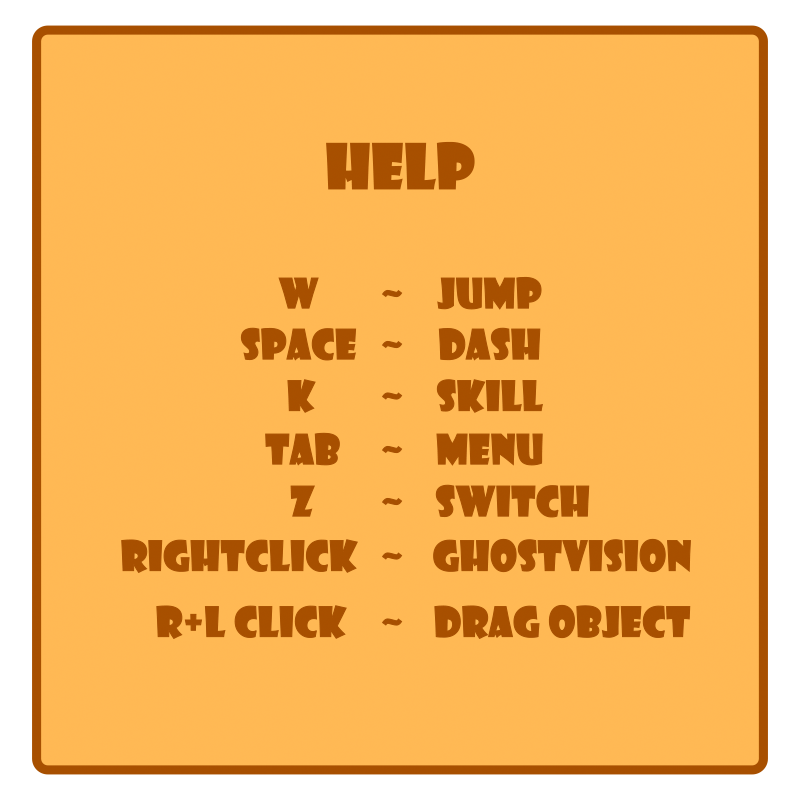 HELP
W ~ JUMP
SPACE ~ DASH
K ~ SKILL
TAB ~ MENU
Z ~ SWITCH
RIGHTCLICK ~ GHOSTVISION
R+L CLICK ~ DRAG OBJECT